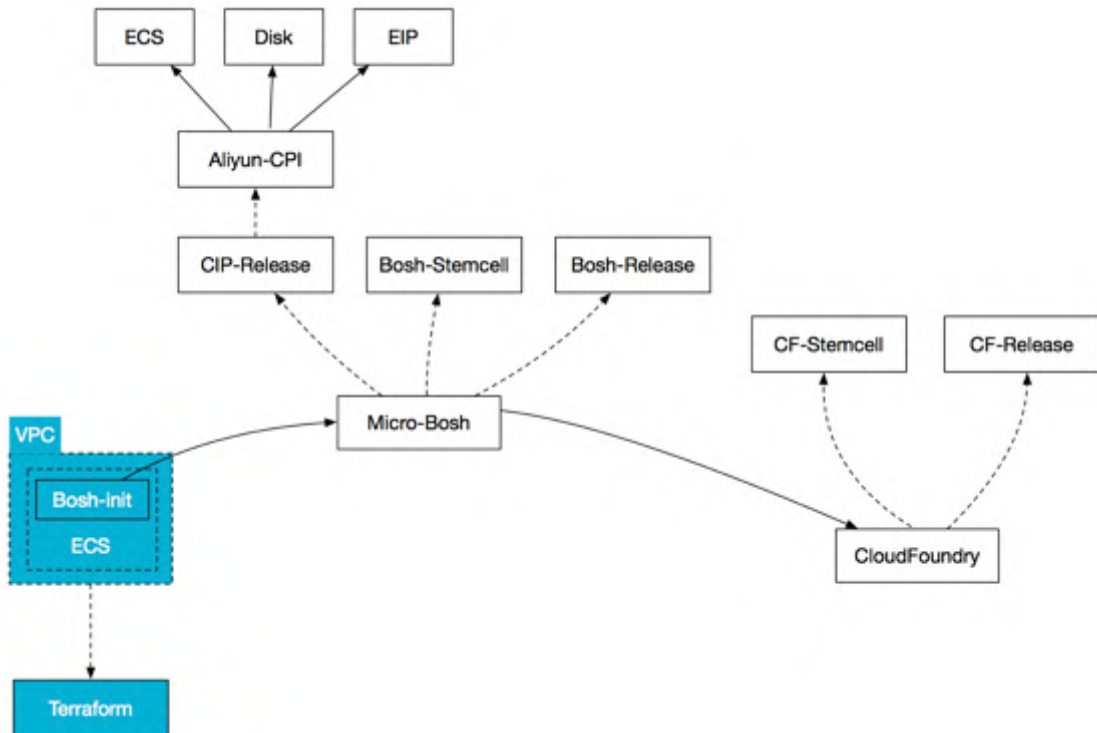 ECS
Disk
EIP
Aliyun-CPI
CIP-Release
Bosh-Stemcell
Bosh-Release
CF-Stemcell
CF-Release
Micro-Bosh
VPC
Bosh-init
ECS
CloudFoundry
Terraform